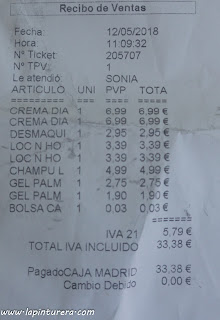 Recibo de Ventas
Fecha: 12/05/2018
Hora: 11:09:32
Nº Ticket: 205707
Nº TPV.: 1
Le atendió: SONIA
ARTICULO UNI PVP TOTA
========= === ==== ======
CREMA DIA 1 6,99 6,99 €
CREMA DIA 1 6,99 6,99 €
DESMAQUI 1 2,95 2,95 €
LOC N HO 1 3,39 3,39 €
LOC N HO 1 3,39 3,39 €
CHAMPU L 1 4,99 4,99 €
GEL PALM 1 2,75 2,75 €
GEL PALM 1 1,90 1,90 €
BOLSA CA 1 0,03 0,03 €
======
IVA 21 5,79 €
TOTAL IVA INCLUIDO 33,38 €
PagadoCAJA MADRID 33,38 €
Cambio Debido 0,00 €
www.lapinturera.com